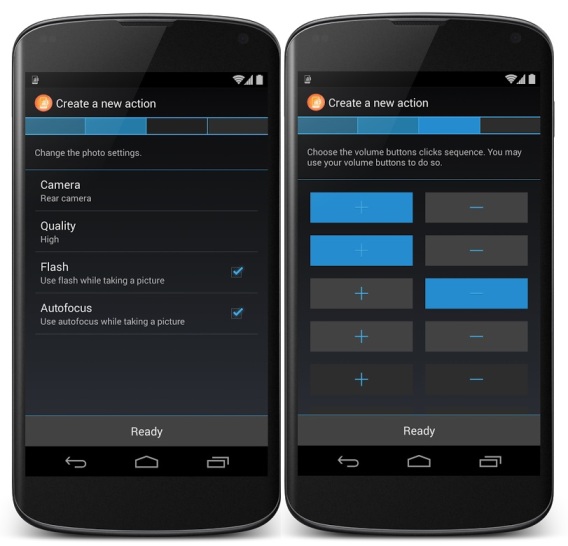 Create a new action
Change the photo settings.
Camera
Rear camera
Quality
High
Flash
Use flash while taking a picture
Autofocus
Use autofocus while taking a picture
Ready
Create a new action
Choose the volume buttons clicks sequence. You may
use your volume buttons to do so.
+ −
+ −
+ −
+ −
+ −
Ready